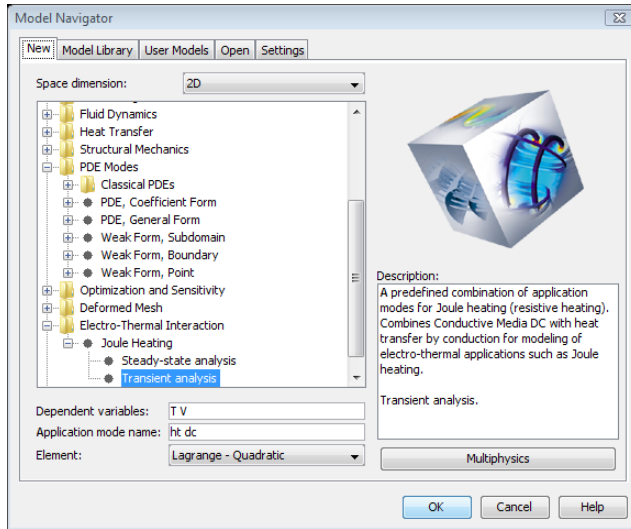 Model Navigator
New Model Library User Models Open Settings
Space dimension: 2D
Fluid Dynamics
Heat Transfer
Structural Mechanics
PDE Modes
Classical PDEs
PDE, Coefficient Form
PDE, General Form
Weak Form, Subdomain
Weak Form, Boundary
Weak Form, Point
Optimization and Sensitivity
Deformed Mesh
Electro-Thermal Interaction
Joule Heating
Steady-state analysis
Transient analysis
Dependent variables: T V
Application mode name: ht dc
Element: Lagrange - Quadratic
Description:
A predefined combination of application
modes for Joule heating (resistive heating).
Combines Conductive Media DC with heat
transfer by conduction for modeling of
electro-thermal applications such as Joule
heating.
Transient analysis.
Multiphysics
OK Cancel Help